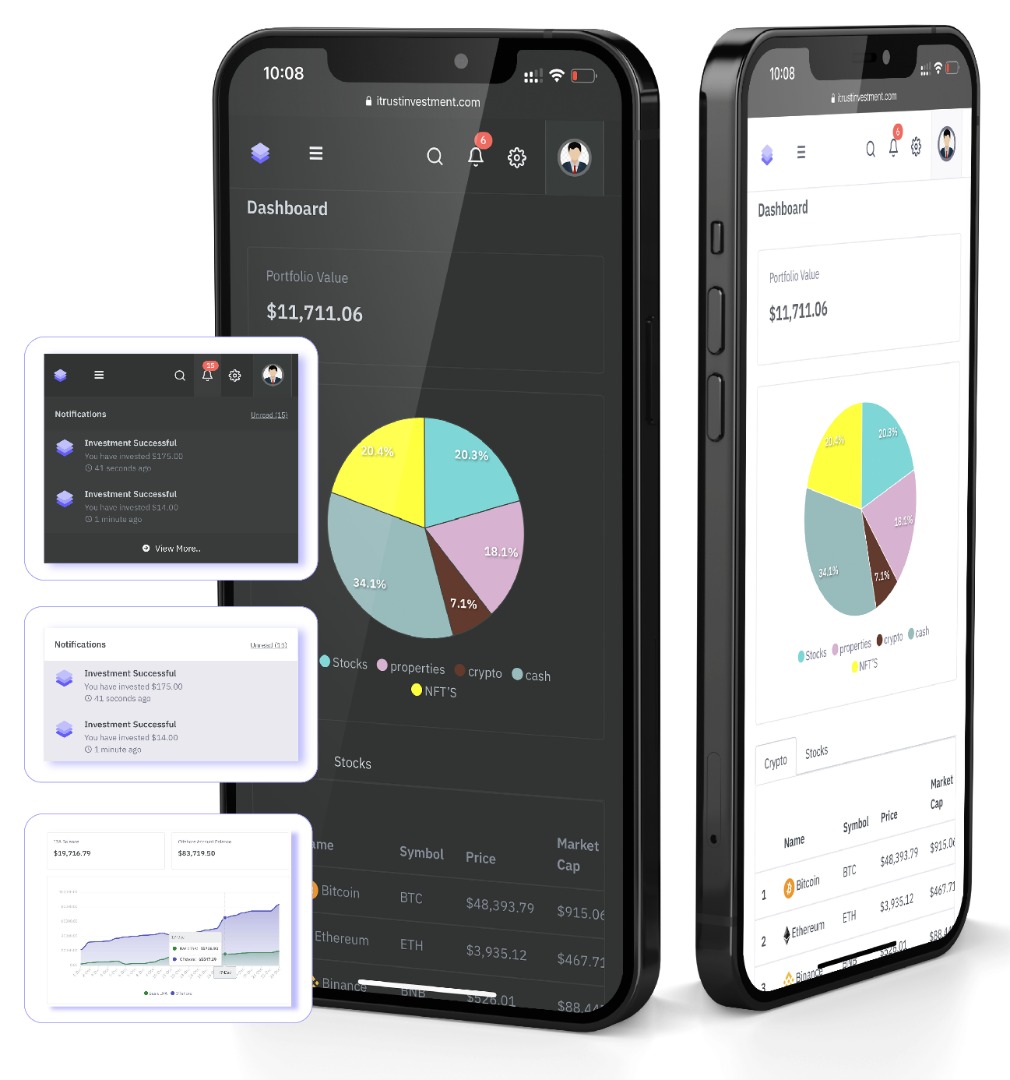 10:08
itrustinvestment.com
6
Dashboard
Portfolio Value
$11,711.06
20.4%
20.3%
18.1%
34.1%
7.1%
Stocks properties crypto cash
NFT'S
Stocks
Symbol Price Market Cap
Bitcoin BTC $48,393.79 $915.06
Ethereum ETH $3,935.12 $467.71
Binance BNB $528.01 $88.44
10:08
itrustinvestment.com
6
Dashboard
Portfolio Value
$11,711.06
20.4%
20.3%
18.1%
34.1%
7.1%
Stocks properties crypto cash
NFT'S
Crypto Stocks
Name Symbol Price Market Cap
1 Bitcoin BTC $48,393.79 $915.06
2 Ethereum ETH $3,935.12 $467.71
3 Binance
15
Notifications Unread (15)
Investment Successful
You have invested $175.00
41 seconds ago
Investment Successful
You have invested $14.00
1 minute ago
View More..
Notifications Unread (15)
Investment Successful
You have invested $175.00
41 seconds ago
Investment Successful
You have invested $14.00
1 minute ago
$19,716.79
$83,719.50